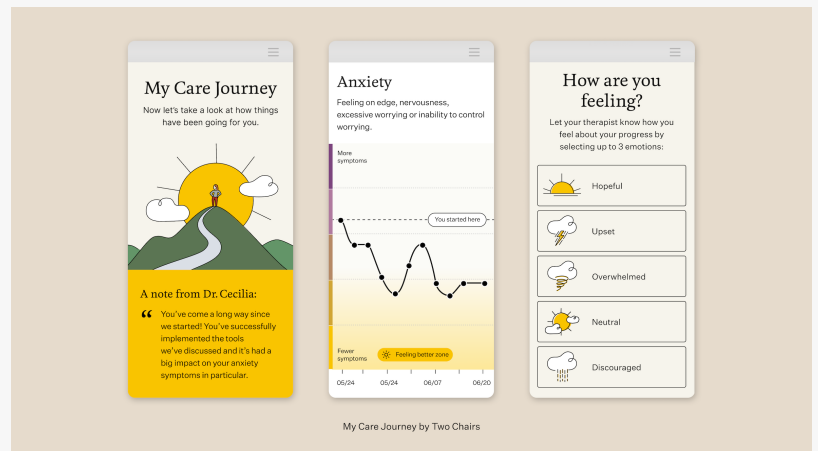 My Care Journey
Now let's take a look at how things
have been going for you.
A note from Dr. Cecilia:
“
You've come a long way since
we started! You've successfully
implemented the tools
we've discussed and it's had a
big impact on your anxiety
symptoms in particular.
Anxiety
Feeling on edge, nervousness,
excessive worrying or inability to control
worrying.
More
symptoms
You started here
Fewer
symptoms
Feeling better zone
05/24
05/24
06/07
06/20
How are you
feeling?
Let your therapist know how you
feel about your progress by
selecting up to 3 emotions:
Hopeful
Upset
Overwhelmed
Neutral
Discouraged
My Care Journey by Two Chairs